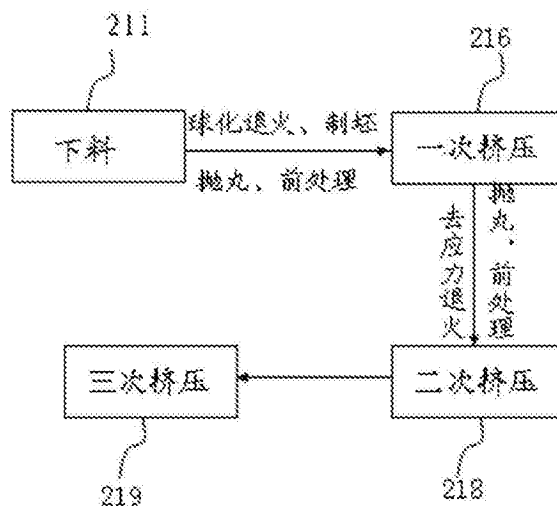 211
216
下料
球化退火、制坯
抛丸、前处理
一次挤压
去应力退火
抛丸、前处理
三次挤压
二次挤压
219
218